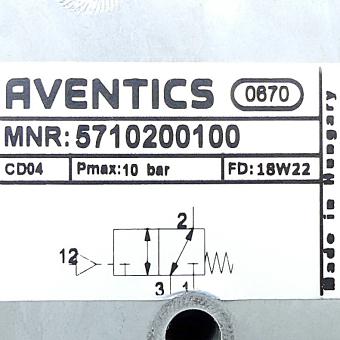 AVENTICS 0670
MNR: 5710200100
CD04 Pmax: 10 bar FD: 18W22
2
12
3 1
Made in Hungary